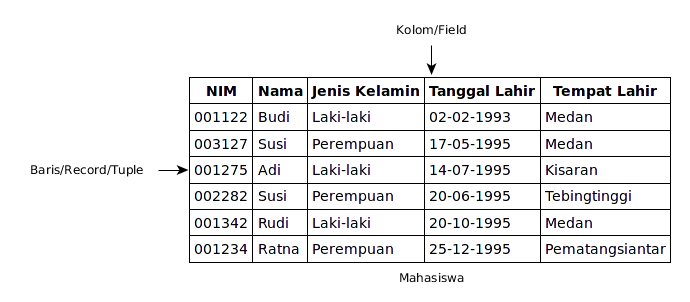 Kolom/Field
NIM Nama Jenis Kelamin Tanggal Lahir Tempat Lahir
001122 Budi Laki-laki 02-02-1993 Medan
003127 Susi Perempuan 17-05-1995 Medan
Baris/Record/Tuple 001275 Adi Laki-laki 14-07-1995 Kisaran
002282 Susi Perempuan 20-06-1995 Tebingtinggi
001342 Rudi Laki-laki 20-10-1995 Medan
001234 Ratna Perempuan 25-12-1995 Pematangsiantar
Mahasiswa